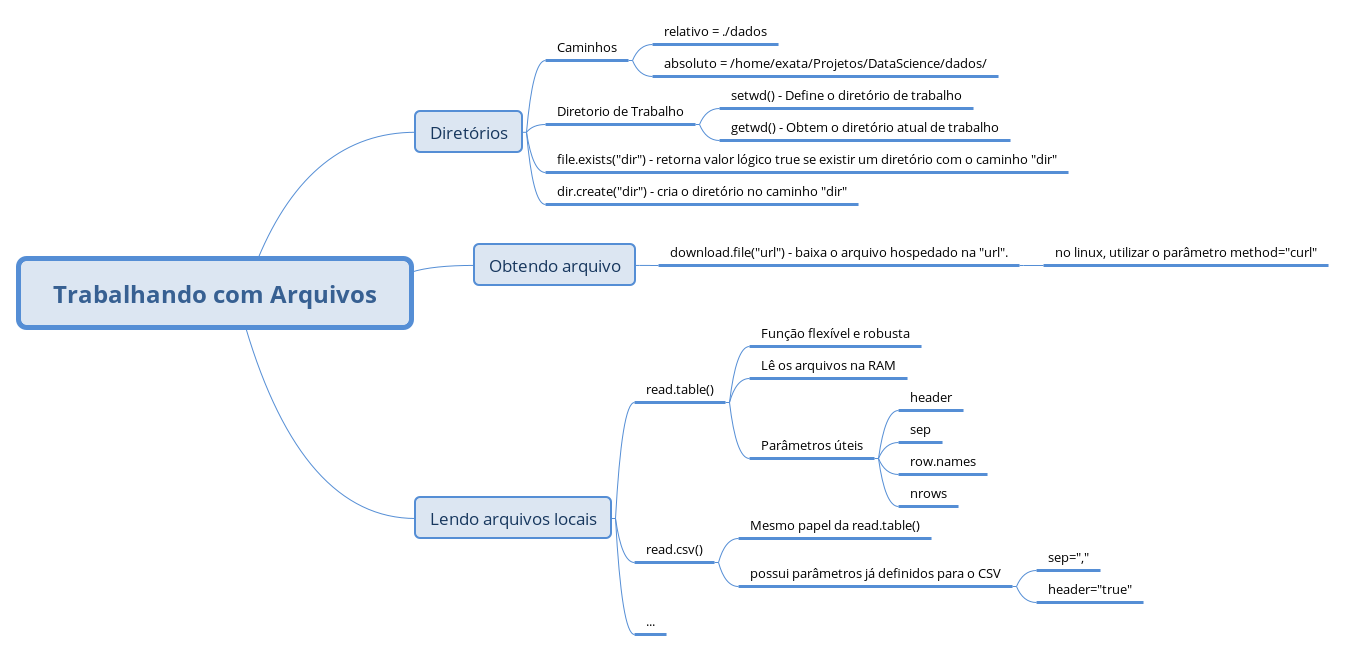 Trabalhando com Arquivos
Diretórios
Caminhos
relativo = ./dados
absoluto = /home/exata/Projetos/DataScience/dados/
Diretorio de Trabalho
setwd() - Define o diretório de trabalho
getwd() - Obtem o diretório atual de trabalho
file.exists("dir") - retorna valor lógico true se existir um diretório com o caminho "dir"
dir.create("dir") - cria o diretório no caminho "dir"
Obtendo arquivo
download.file("url") - baixa o arquivo hospedado na "url".
no linux, utilizar o parâmetro method="curl"
Lendo arquivos locais
read.table()
Função flexível e robusta
Lê os arquivos na RAM
Parâmetros úteis
header
sep
row.names
nrows
read.csv()
Mesmo papel da read.table()
possui parâmetros já definidos para o CSV
sep=","
header="true"
...